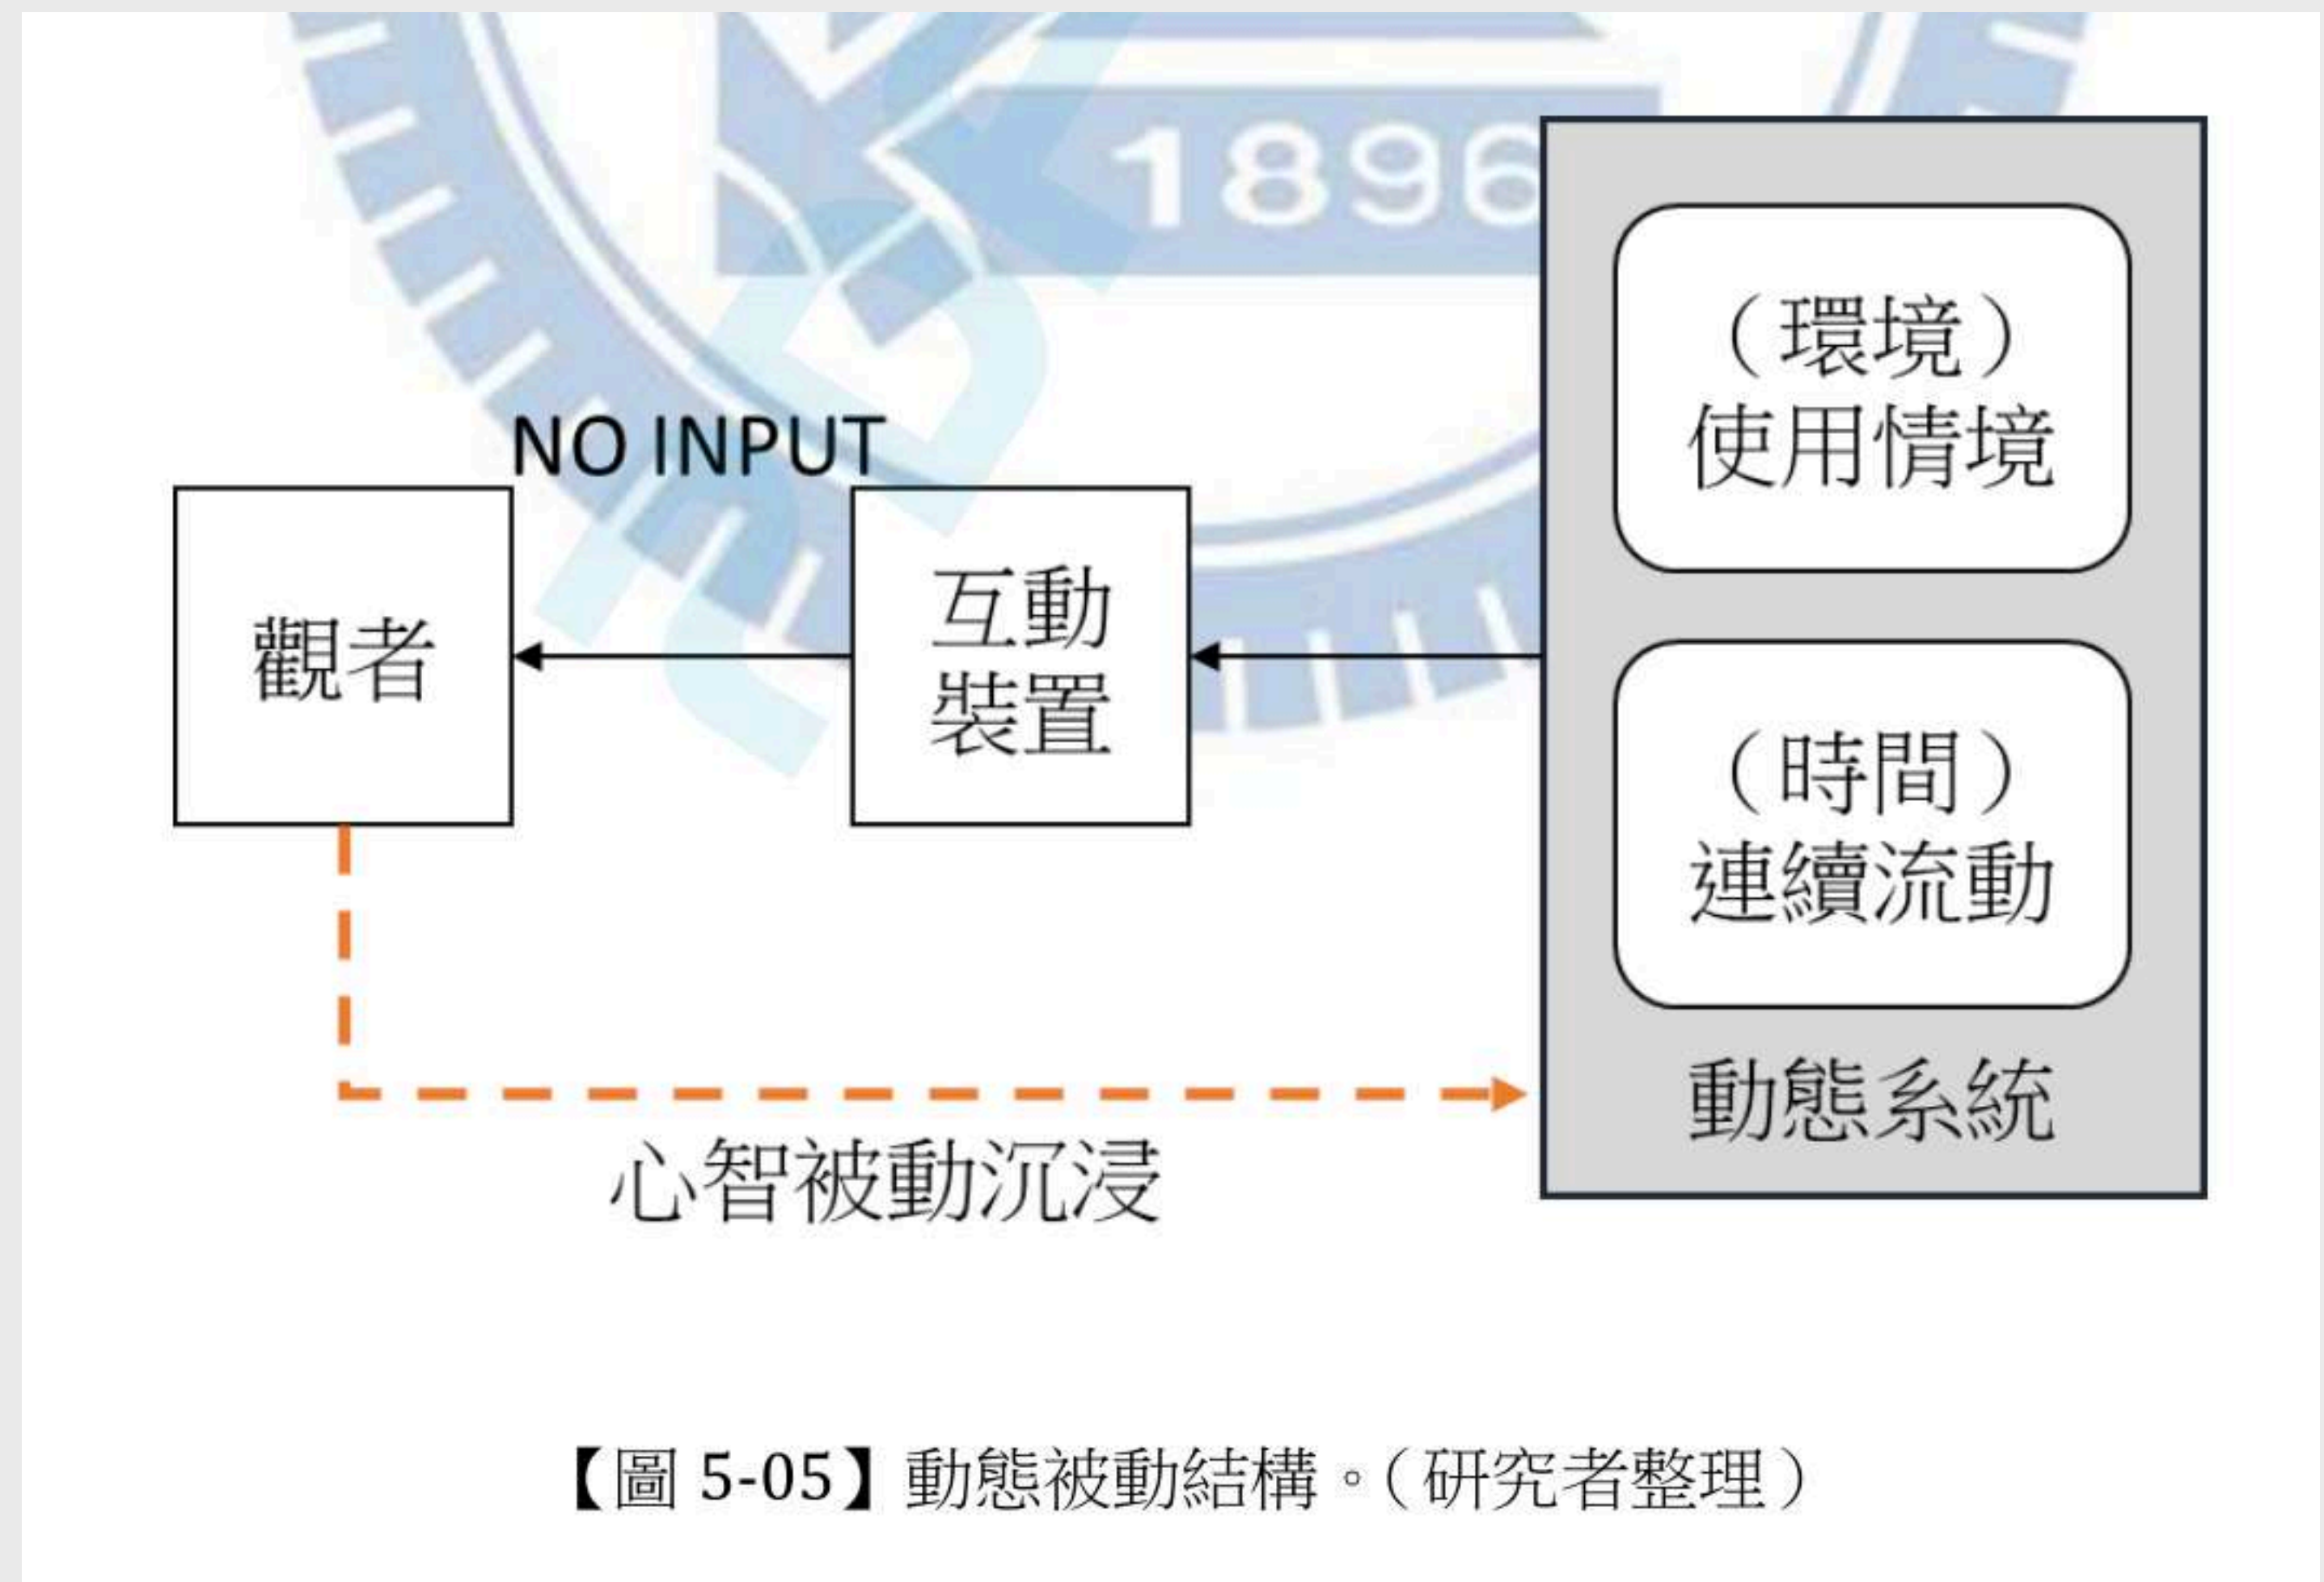 1896
（環境）
使用情境
NO INPUT
觀者
互動
裝置
（時間）
連續流動
動態系統
心智被動沉浸
【圖 5-05】動態被動結構。（研究者整理）